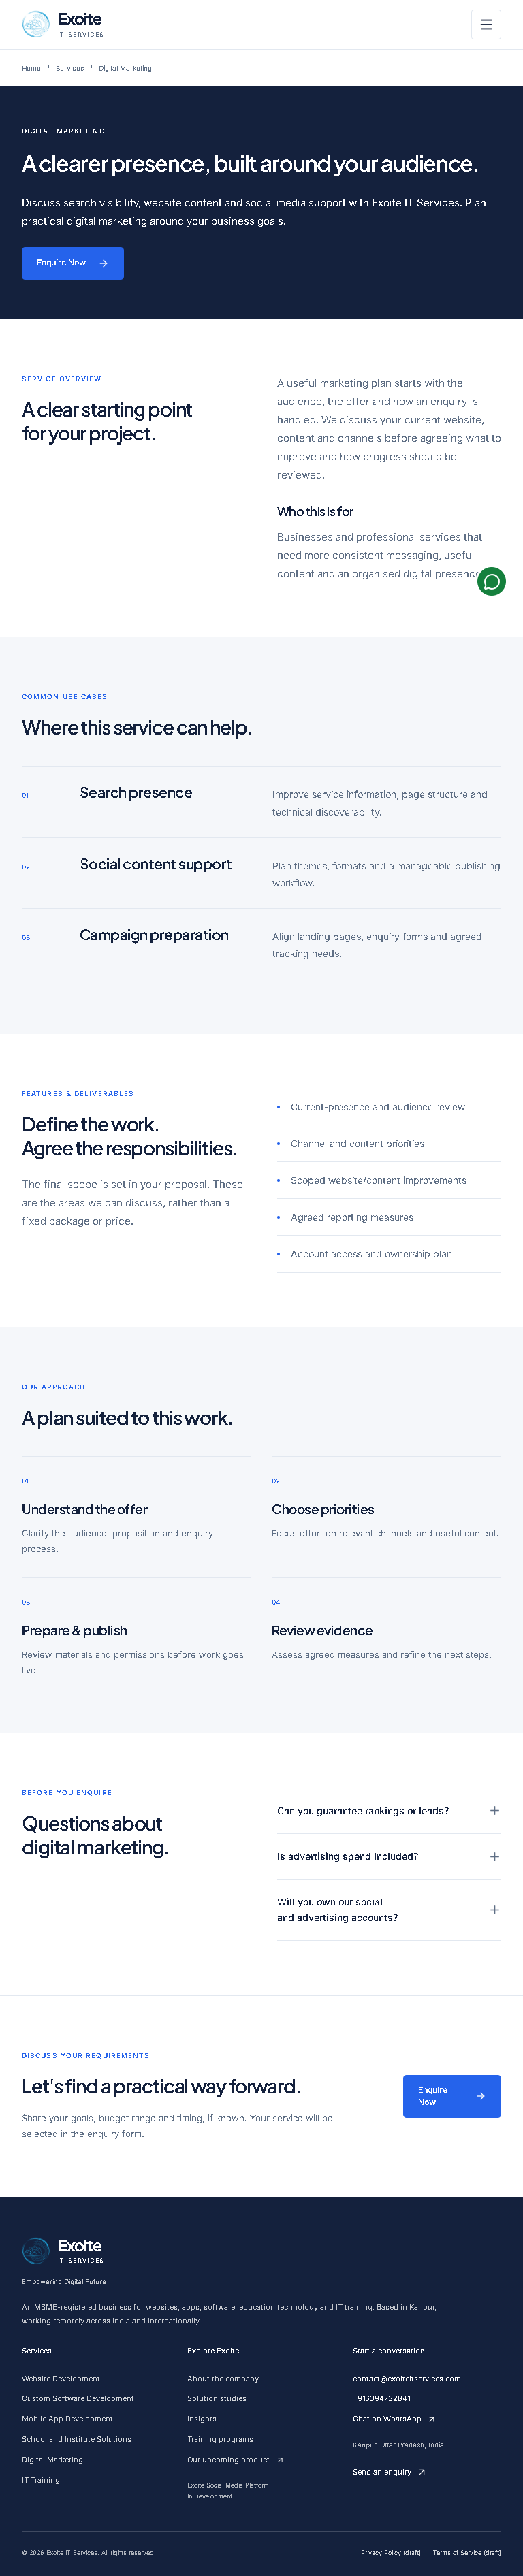 Exoite
IT SERVICES
Home / Services / Digital Marketing
DIGITAL MARKETING
A clearer presence, built around your audience.
Discuss search visibility, website content and social media support with Exoite IT Services. Plan
practical digital marketing around your business goals.
Enquire Now
SERVICE OVERVIEW
A clear starting point
for your project.
A useful marketing plan starts with the
audience, the offer and how an enquiry is
handled. We discuss your current website,
content and channels before agreeing what to
improve and how progress should be
reviewed.
Who this is for
Businesses and professional services that
need more consistent messaging, useful
content and an organised digital presence
COMMON USE CASES
Where this service can help.
01
Search presence
Improve service information, page structure and
technical discoverability.
02
Social content support
Plan themes, formats and a manageable publishing
workflow.
03
Campaign preparation
Align landing pages, enquiry forms and agreed
tracking needs.
FEATURES & DELIVERABLES
Define the work.
Agree the responsibilities.
The final scope is set in your proposal. These
are the areas we can discuss, rather than a
fixed package or price.
Current-presence and audience review
Channel and content priorities
Scoped website/content improvements
Agreed reporting measures
Account access and ownership plan
OUR APPROACH
A plan suited to this work.
01
Understand the offer
Clarify the audience, proposition and enquiry
process.
02
Choose priorities
Focus effort on relevant channels and useful content.
03
Prepare & publish
Review materials and permissions before work goes
live.
04
Review evidence
Assess agreed measures and refine the next steps.
BEFORE YOU ENQUIRE
Questions about
digital marketing.
Can you guarantee rankings or leads?
Is advertising spend included?
Will you own our social
and advertising accounts?
DISCUSS YOUR REQUIREMENTS
Let's find a practical way forward.
Share your goals, budget range and timing, if known. Your service will be
selected in the enquiry form.
Enquire
Now
Exoite
IT SERVICES
Empowering Digital Future
An MSME-registered business for websites, apps, software, education technology and IT training. Based in Kanpur,
working remotely across India and internationally.
Services
Website Development
Custom Software Development
Mobile App Development
School and Institute Solutions
Digital Marketing
IT Training
Explore Exoite
About the company
Solution studies
Insights
Training programs
Our upcoming product
Exoite Social Media Platform
In Development
Start a conversation
contact@exoiteitservices.com
+916394732841
Chat on WhatsApp
Kanpur, Uttar Pradesh, India
Send an enquiry
© 2026 Exoite IT Services. All rights reserved.
Privacy Policy (draft) Terms of Service (draft)